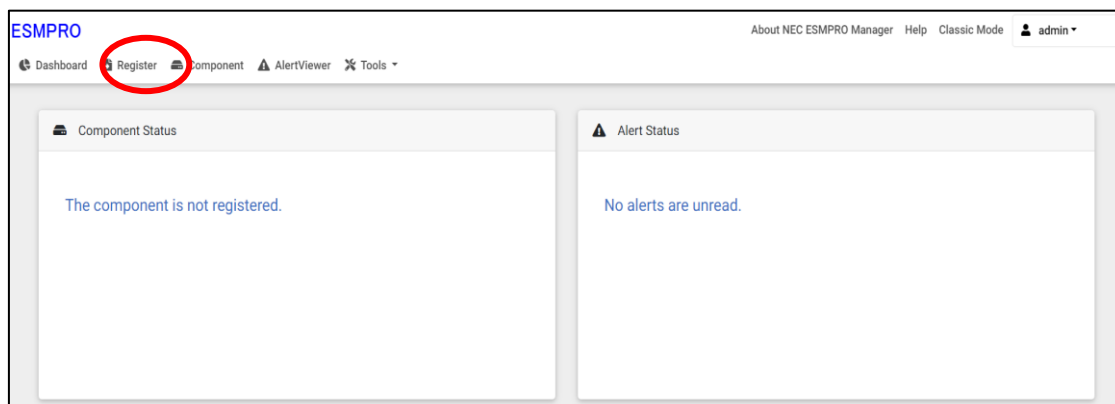 ESMPRO
About NEC ESMPRO Manager Help Classic Mode admin
Dashboard Register Component AlertViewer Tools
Component Status
Alert Status
The component is not registered.
No alerts are unread.